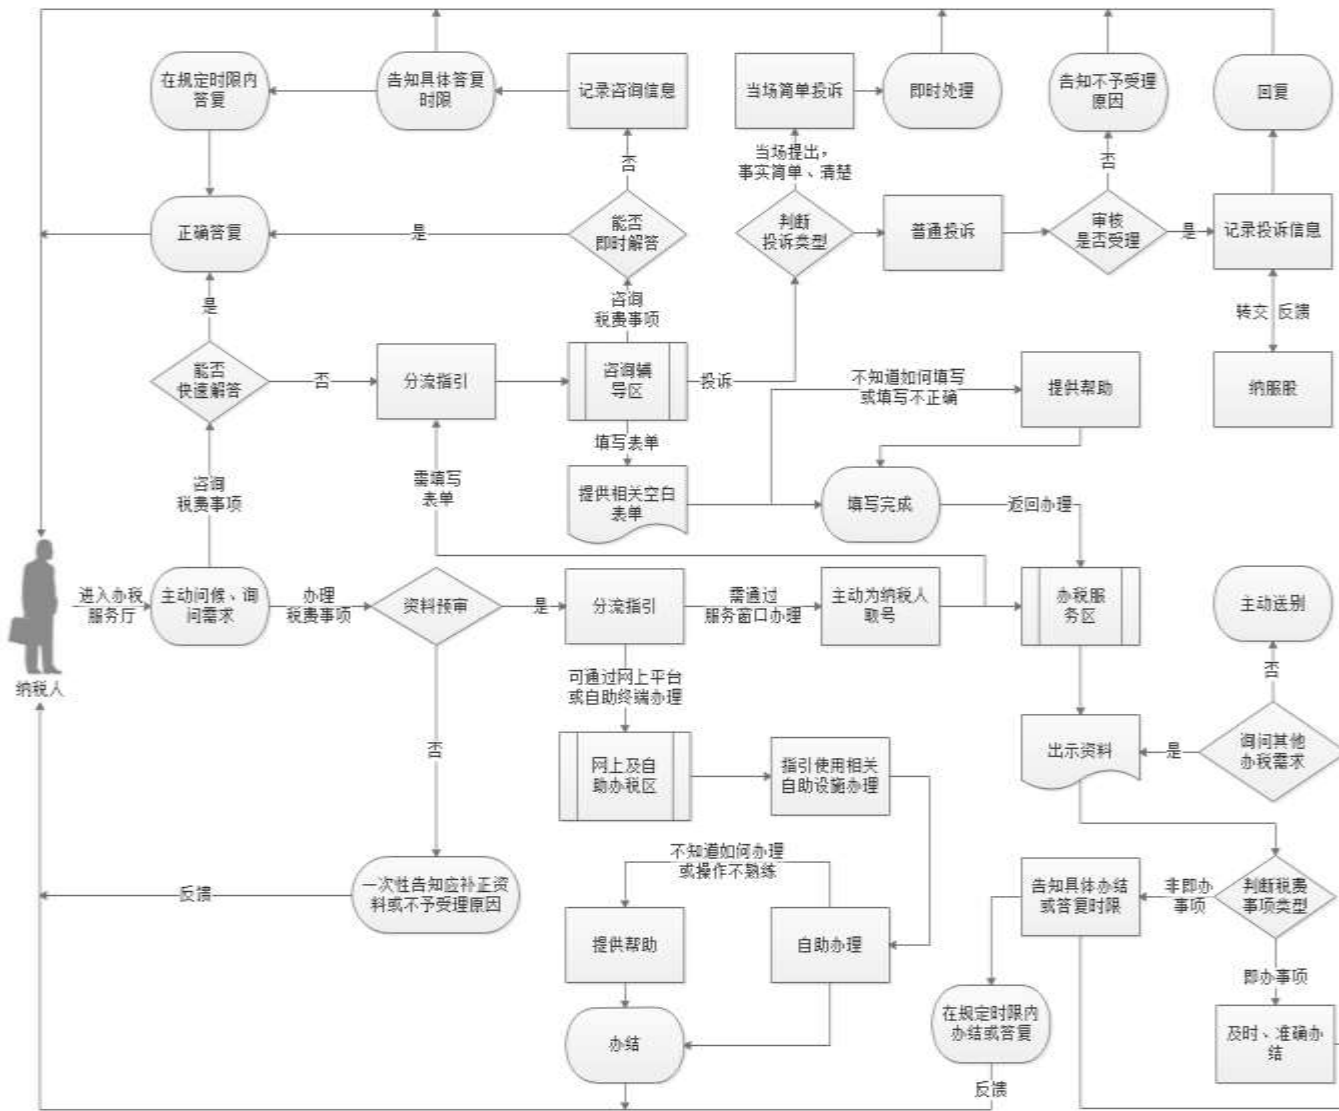 在规定时限内
答复
告知具体答复
时限
记录咨询信息
当场简单投诉
即时处理
告知不予受理
原因
回复
否
当场提出，
事实简单、清楚
否
正确答复
是
能否
即时解答
判断
投诉类型
普通投诉
审核
是否受理
是
记录投诉信息
是
咨询
税费事项
转交 反馈
能否
快速解答
否
分流指引
咨询辅
导区
投诉
不知道如何填写
或填写不正确
提供帮助
纳服股
填写表单
咨询
税费事项
需填写
表单
提供相关空白
表单
填写完成
返回办理
进入办税
服务厅
主动问候、询
问需求
办理
税费事项
资料预审
是
分流指引
需通过
服务窗口办理
主动为纳税人
取号
办税服
务区
主动送别
纳税人
可通过网上平台
或自助终端办理
否
否
网上及自
助办税区
指引使用相关
自助设施办理
出示资料
是
询问其他
办税需求
不知道如何办理
或操作不熟练
反馈
一次性告知应补正资
料或不予受理原因
告知具体办结
或答复时限
非即办
事项
判断税费
事项类型
提供帮助
自助办理
即办事项
办结
在规定时限内
办结或答复
及时、准确办
结
反馈